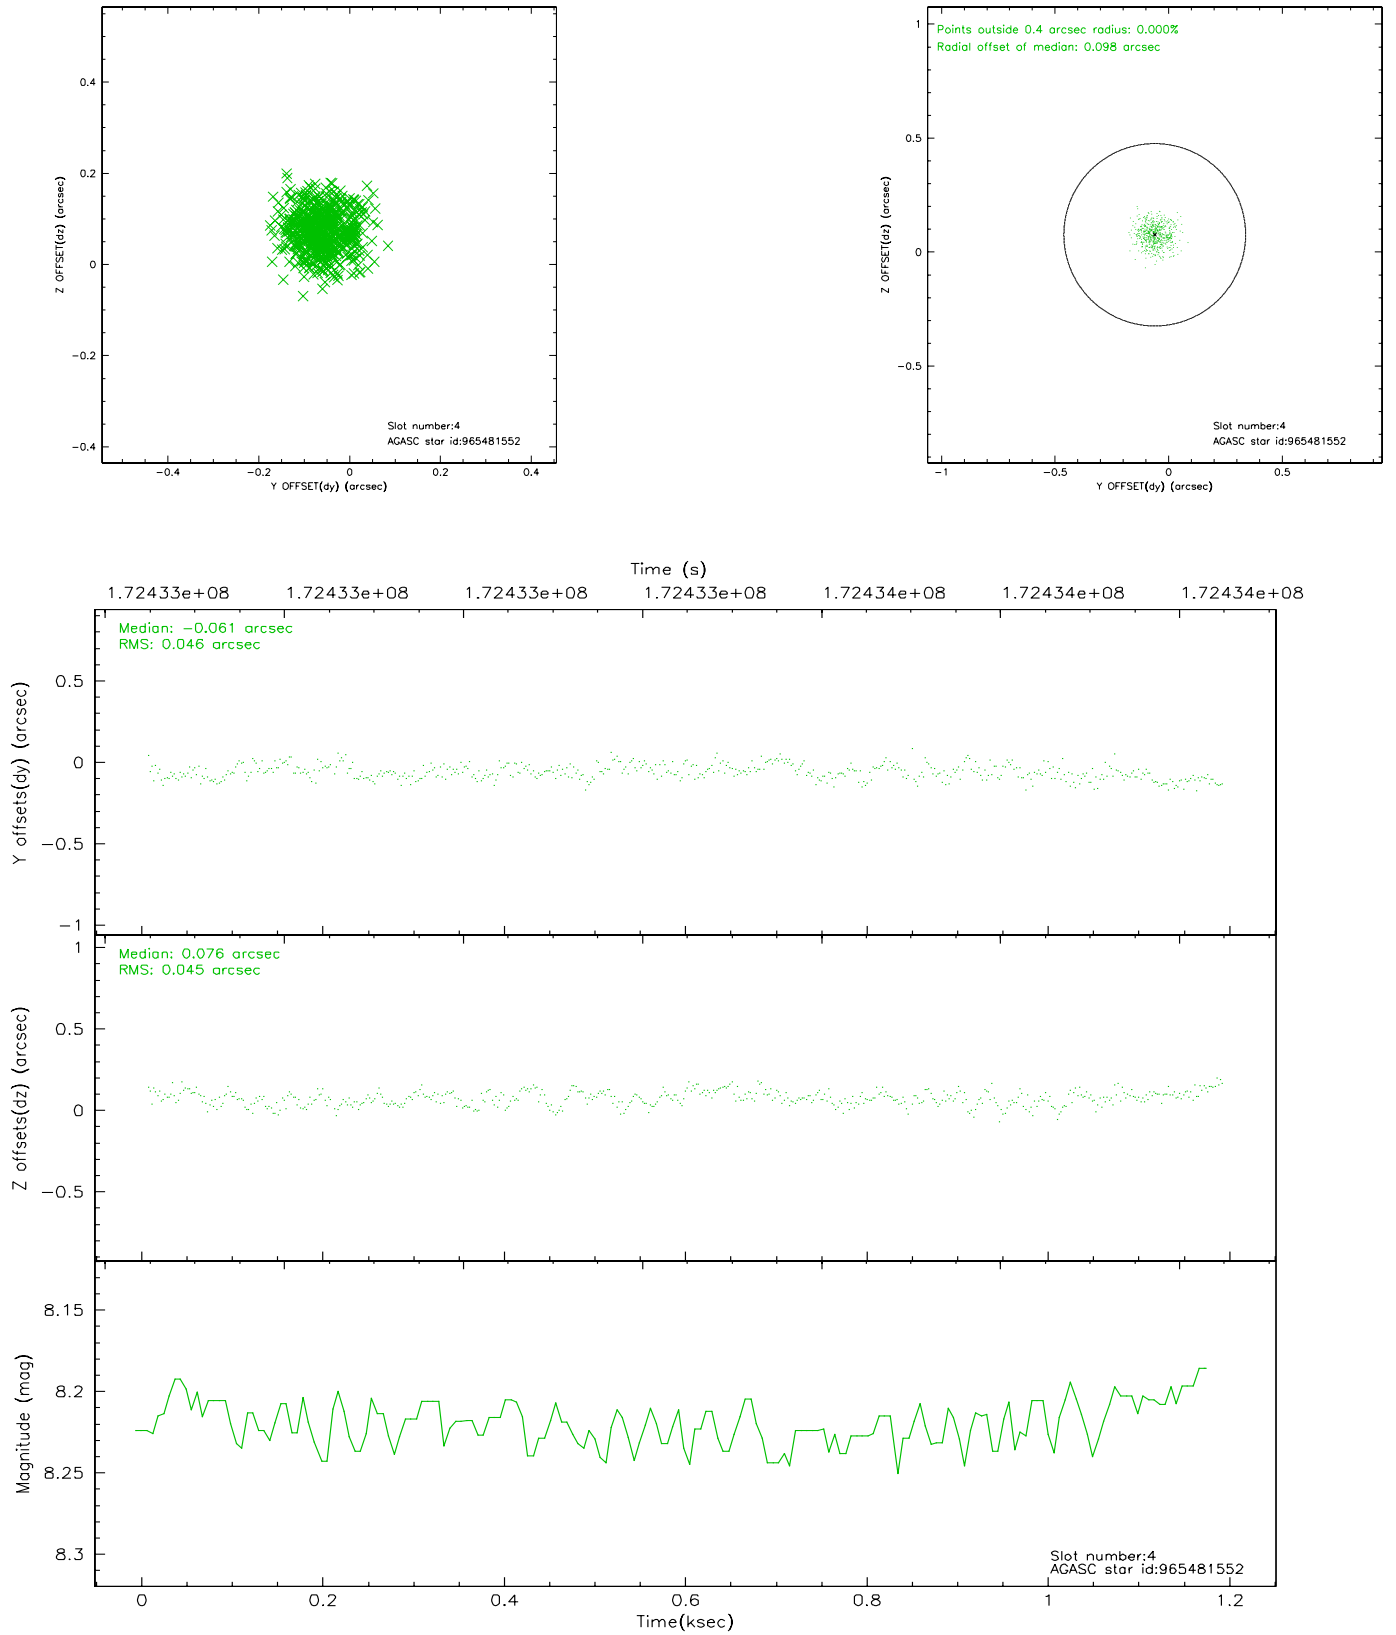 0.4
0.2
0
−0.2
−0.4
Z OFFSET(dz) (arcsec)
Slot number:4
AGASC star id:965481552
−0.4
−0.2
0
0.2
0.4
Y OFFSET(dy) (arcsec)
Points outside 0.4 arcsec radius: 0.000%
Radial offset of median: 0.098 arcsec
1
0.5
0
−0.5
Z OFFSET(dz) (arcsec)
Slot number:4
AGASC star id:965481552
−1
−0.5
0
0.5
Y OFFSET(dy) (arcsec)
Time (s)
1.72433e+08
1.72433e+08
1.72433e+08
1.72433e+08
1.72434e+08
1.72434e+08
1.72434e+08
Median: −0.061 arcsec
RMS: 0.046 arcsec
0.5
0
−0.5
−1
Y offsets(dy) (arcsec)
Median: 0.076 arcsec
RMS: 0.045 arcsec
1
0.5
0
−0.5
Z offsets(dz) (arcsec)
8.15
8.2
8.25
8.3
Magnitude (mag)
Slot number:4
AGASC star id:965481552
0
0.2
0.4
0.6
0.8
1
1.2
Time(ksec)